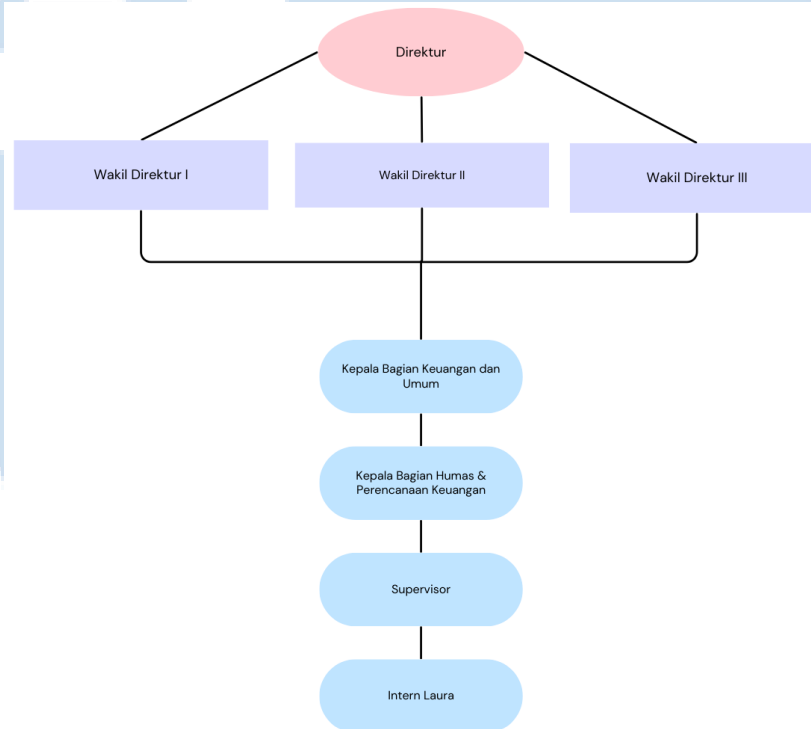 Direktur
Wakil Direktur I
Wakil Direktur II
Wakil Direktur III
Kepala Bagian Keuangan dan
Umum
Kepala Bagian Humas &
Perencanaan Keuangan
Supervisor
Intern Laura